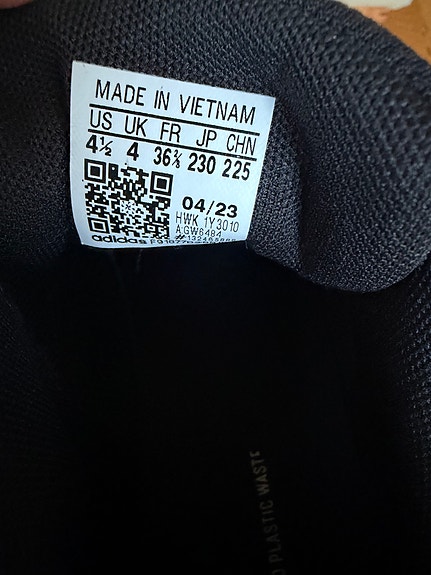 MADE IN VIETNAM
US UK FR JP CHN
4½ 4 36⅔ 230 225
04/23
HWK 1Y3010
adidas
PLASTIC WASTE